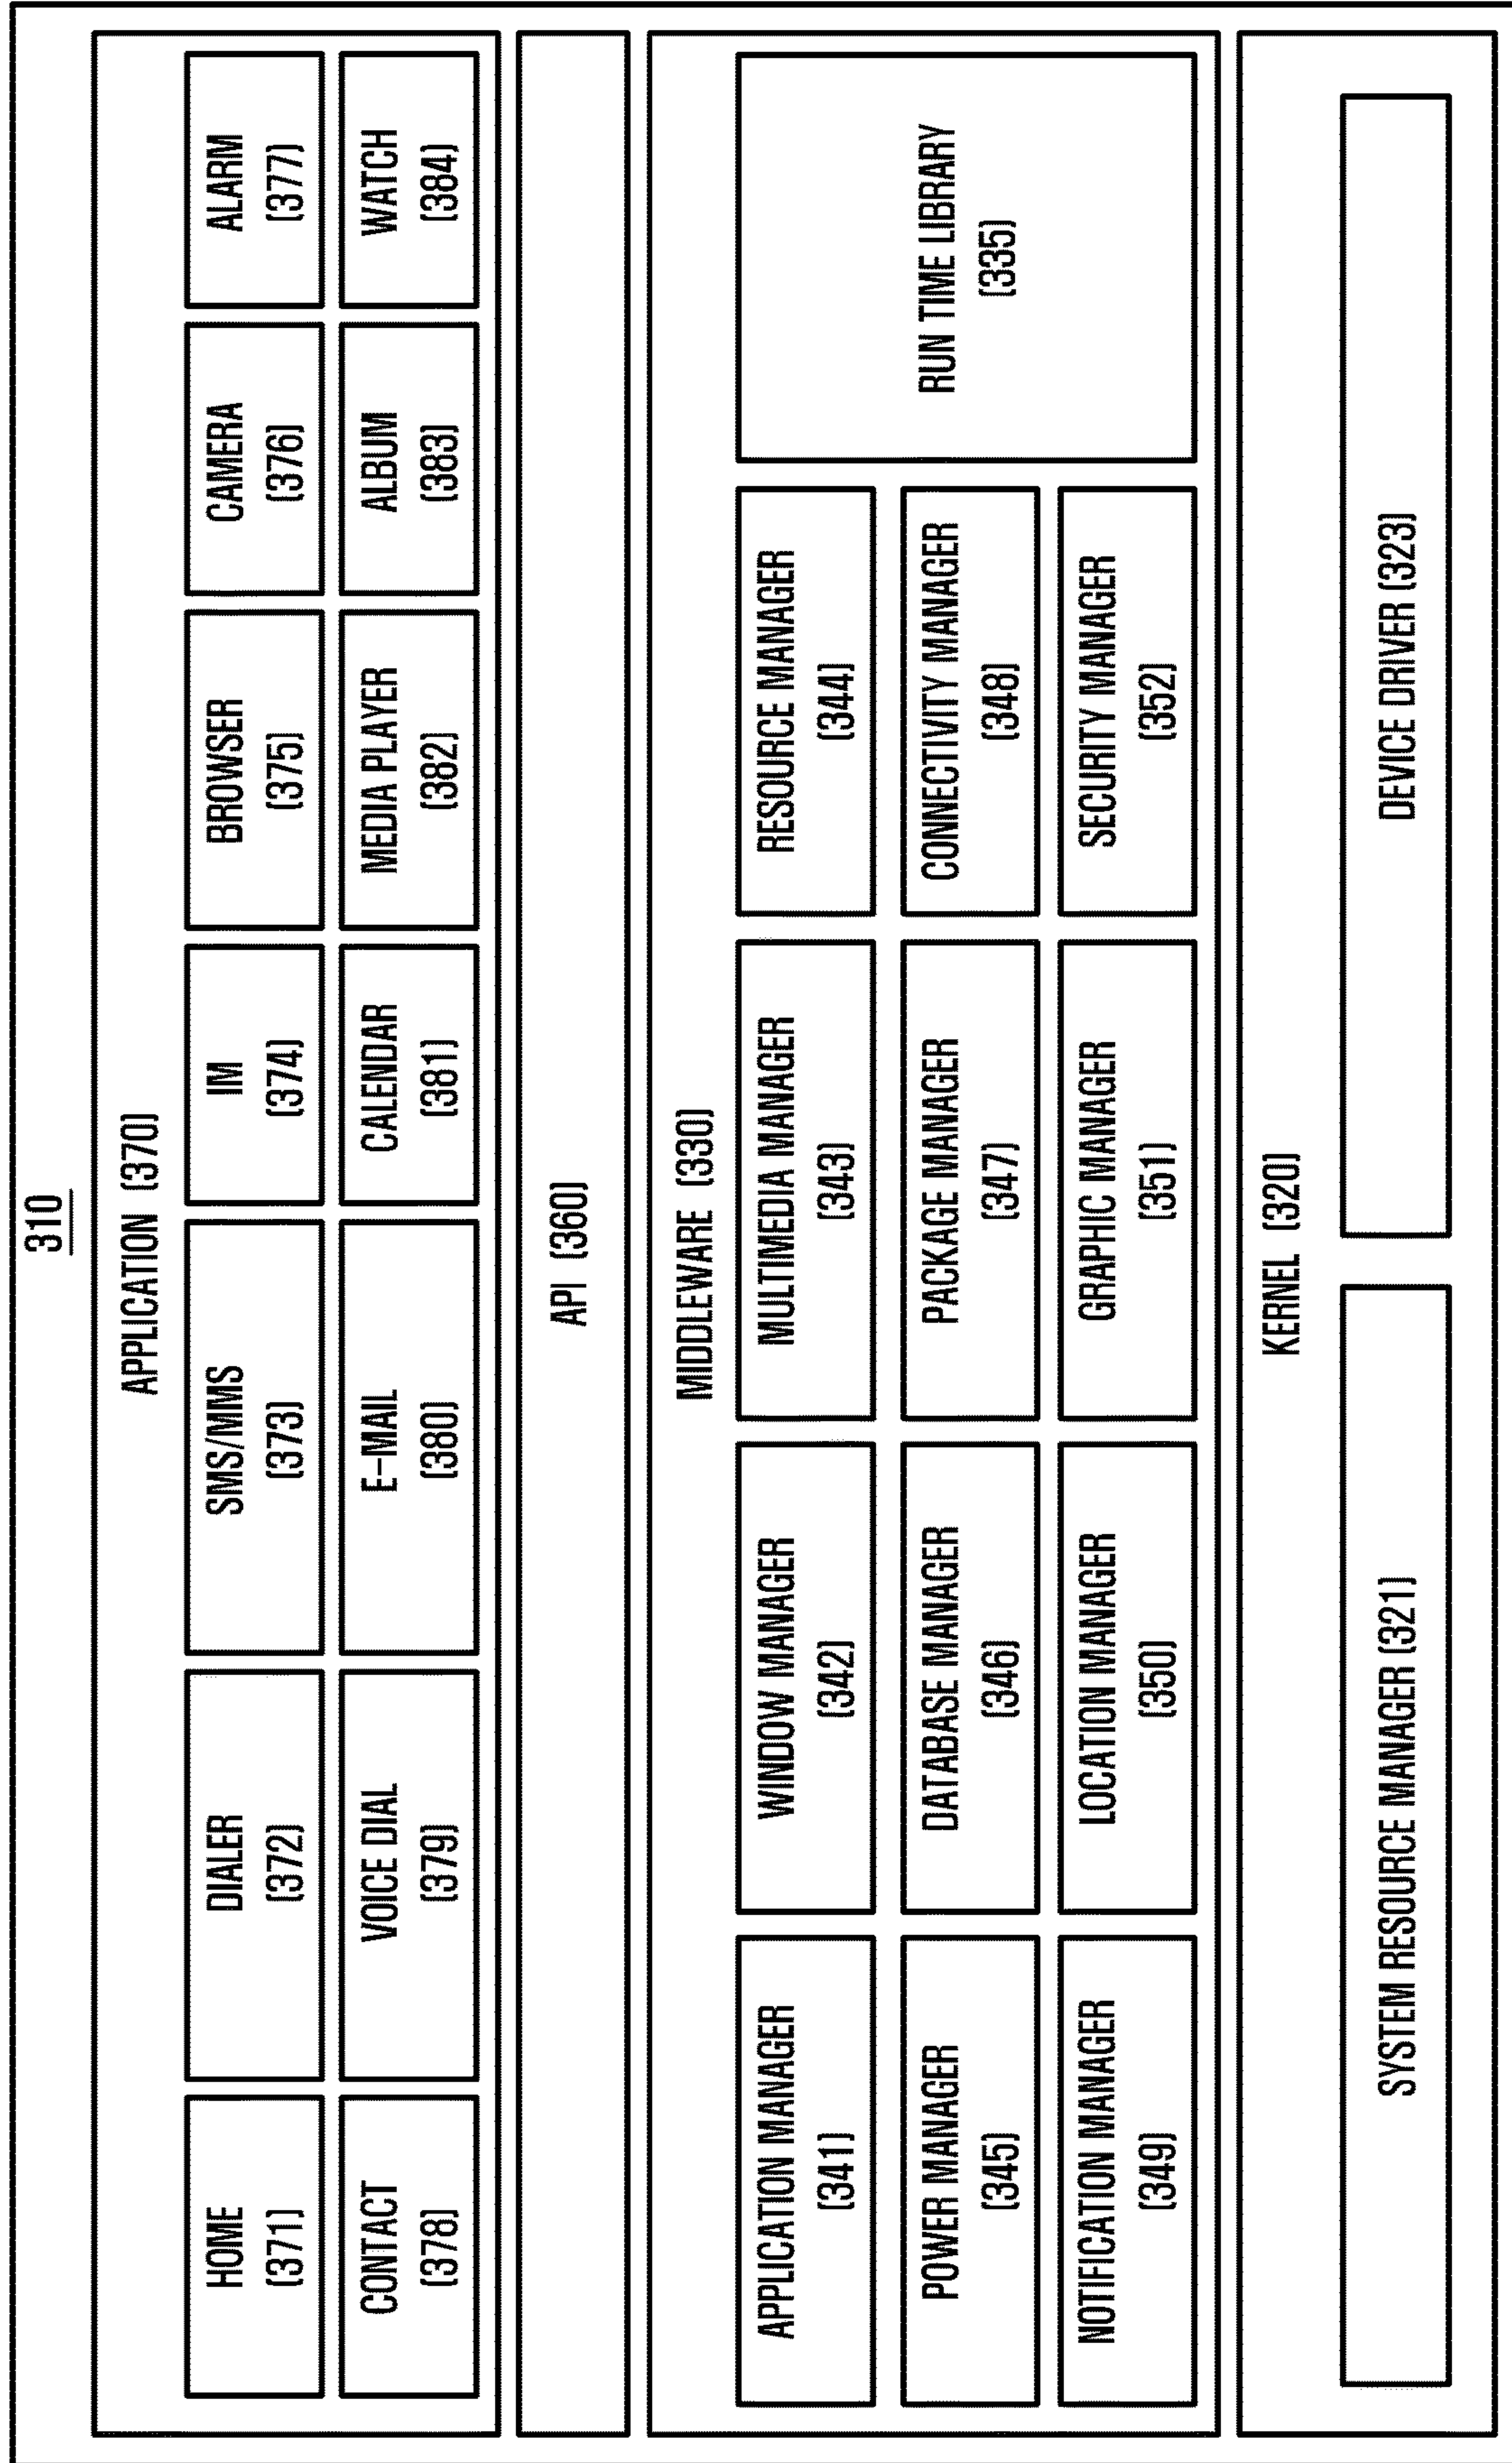 310
APPLICATION (370)
HOME
(371)
DIALER
(372)
SMS/MMS
(373)
IM
(374)
BROWSER
(375)
CAMERA
(376)
ALARM
(377)
CONTACT
(378)
VOICE DIAL
(379)
E-MAIL
(380)
CALENDAR
(381)
MEDIA PLAYER
(382)
ALBUM
(383)
WATCH
(384)
API (360)
MIDDLEWARE (330)
APPLICATION MANAGER
(341)
WINDOW MANAGER
(342)
MULTIMEDIA MANAGER
(343)
RESOURCE MANAGER
(344)
POWER MANAGER
(345)
DATABASE MANAGER
(346)
PACKAGE MANAGER
(347)
CONNECTIVITY MANAGER
(348)
NOTIFICATION MANAGER
(349)
LOCATION MANAGER
(350)
GRAPHIC MANAGER
(351)
SECURITY MANAGER
(352)
RUN TIME LIBRARY
(335)
KERNEL (320)
SYSTEM RESOURCE MANAGER (321)
DEVICE DRIVER (323)